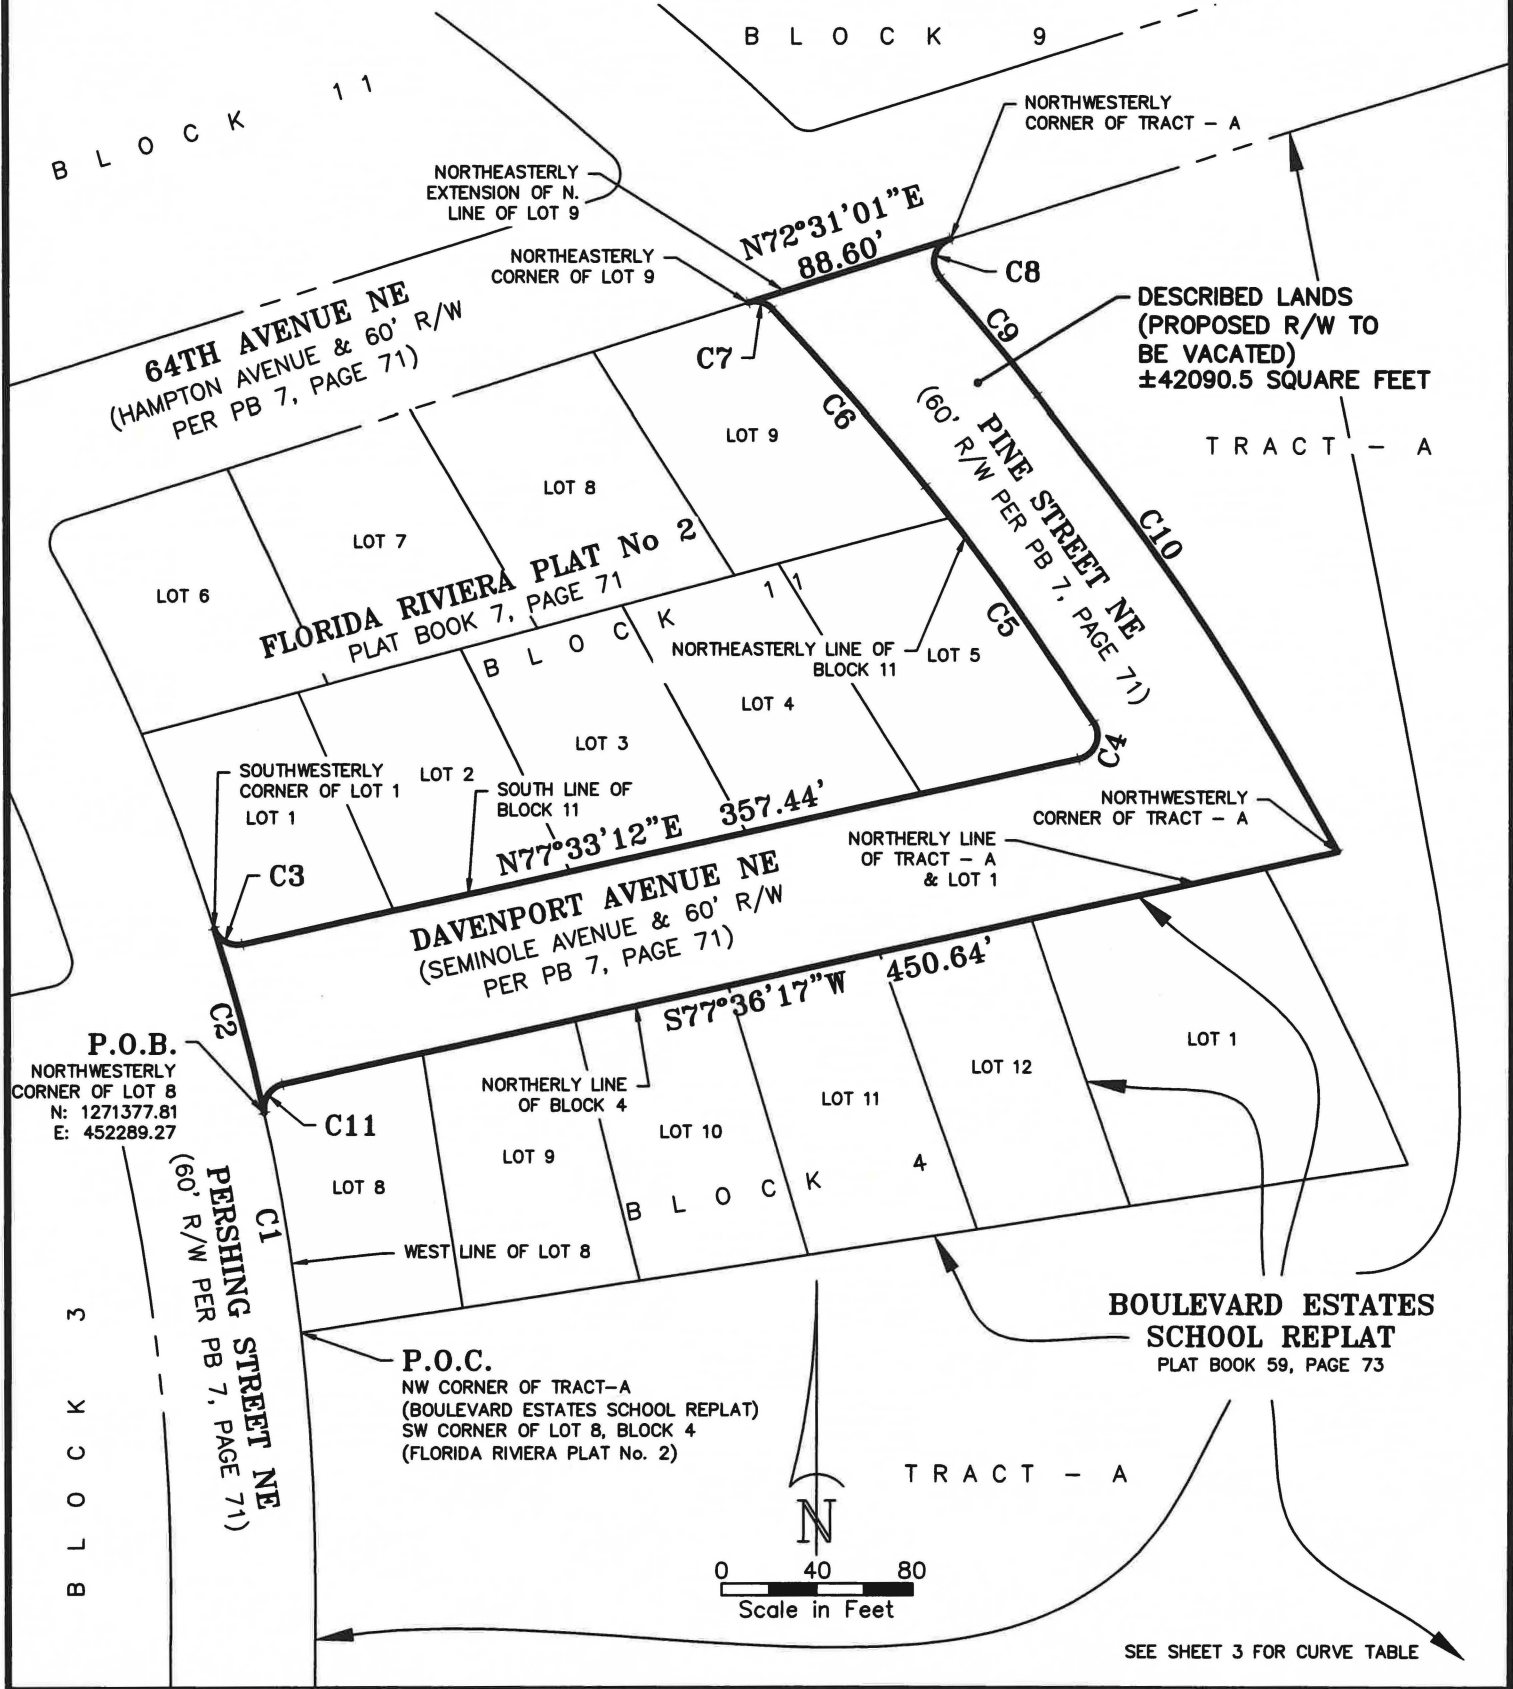 BLOCK 9
BLOCK 11
NORTHWESTERLY
CORNER OF TRACT - A
NORTHEASTERLY
EXTENSION OF N.
LINE OF LOT 9
N72°31'01"E
88.60'
NORTHEASTERLY
CORNER OF LOT 9
C8
DESCRIBED LANDS
(PROPOSED R/W TO
BE VACATED)
±42090.5 SQUARE FEET
64TH AVENUE NE
(HAMPTON AVENUE & 60' R/W
PER PB 7, PAGE 71)
C7
C9
C6
TRACT - A
LOT 9
PINE STREET NE
(60' R/W PER PB 7, PAGE 71)
LOT 8
LOT 7
LOT 6
C10
FLORIDA RIVIERA PLAT No 2
PLAT BOOK 7, PAGE 71
BLOCK 11
C5
NORTHEASTERLY LINE OF
BLOCK 11
LOT 5
LOT 4
LOT 3
C4
SOUTHWESTERLY
CORNER OF LOT 1
LOT 2
LOT 1
SOUTH LINE OF
BLOCK 11
N77°33'12"E 357.44'
NORTHWESTERLY
CORNER OF TRACT - A
NORTHERLY LINE
OF TRACT - A
& LOT 1
C3
DAVENPORT AVENUE NE
(SEMINOLE AVENUE & 60' R/W
PER PB 7, PAGE 71)
S77°36'17"W 450.64'
C2
P.O.B.
NORTHWESTERLY
CORNER OF LOT 8
N: 1271377.81
E: 452289.27
C11
NORTHERLY LINE
OF BLOCK 4
LOT 1
LOT 12
LOT 11
LOT 10
LOT 9
LOT 8
BLOCK 4
C1
WEST LINE OF LOT 8
PERSHING STREET NE
(60' R/W PER PB 7, PAGE 71)
BLOCK 3
P.O.C.
NW CORNER OF TRACT-A
(BOULEVARD ESTATES SCHOOL REPLAT)
SW CORNER OF LOT 8, BLOCK 4
(FLORIDA RIVIERA PLAT No. 2)
BOULEVARD ESTATES
SCHOOL REPLAT
PLAT BOOK 59, PAGE 73
TRACT - A
N
0 40 80
Scale in Feet
SEE SHEET 3 FOR CURVE TABLE